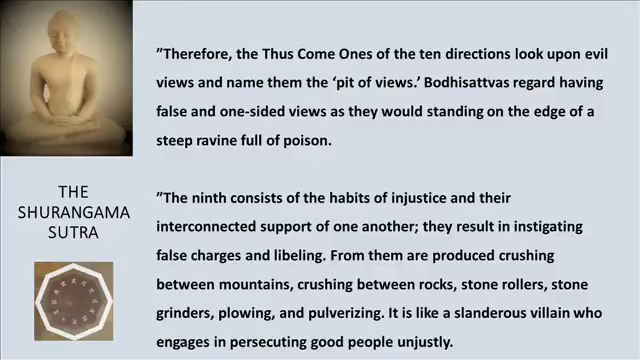 ”Therefore, the Thus Come Ones of the ten directions look upon evil
views and name them the ‘pit of views.’ Bodhisattvas regard having
false and one-sided views as they would standing on the edge of a
steep ravine full of poison.
THE
SHURANGAMA
SUTRA
”The ninth consists of the habits of injustice and their
interconnected support of one another; they result in instigating
false charges and libeling. From them are produced crushing
between mountains, crushing between rocks, stone rollers, stone
grinders, plowing, and pulverizing. It is like a slanderous villain who
engages in persecuting good people unjustly.